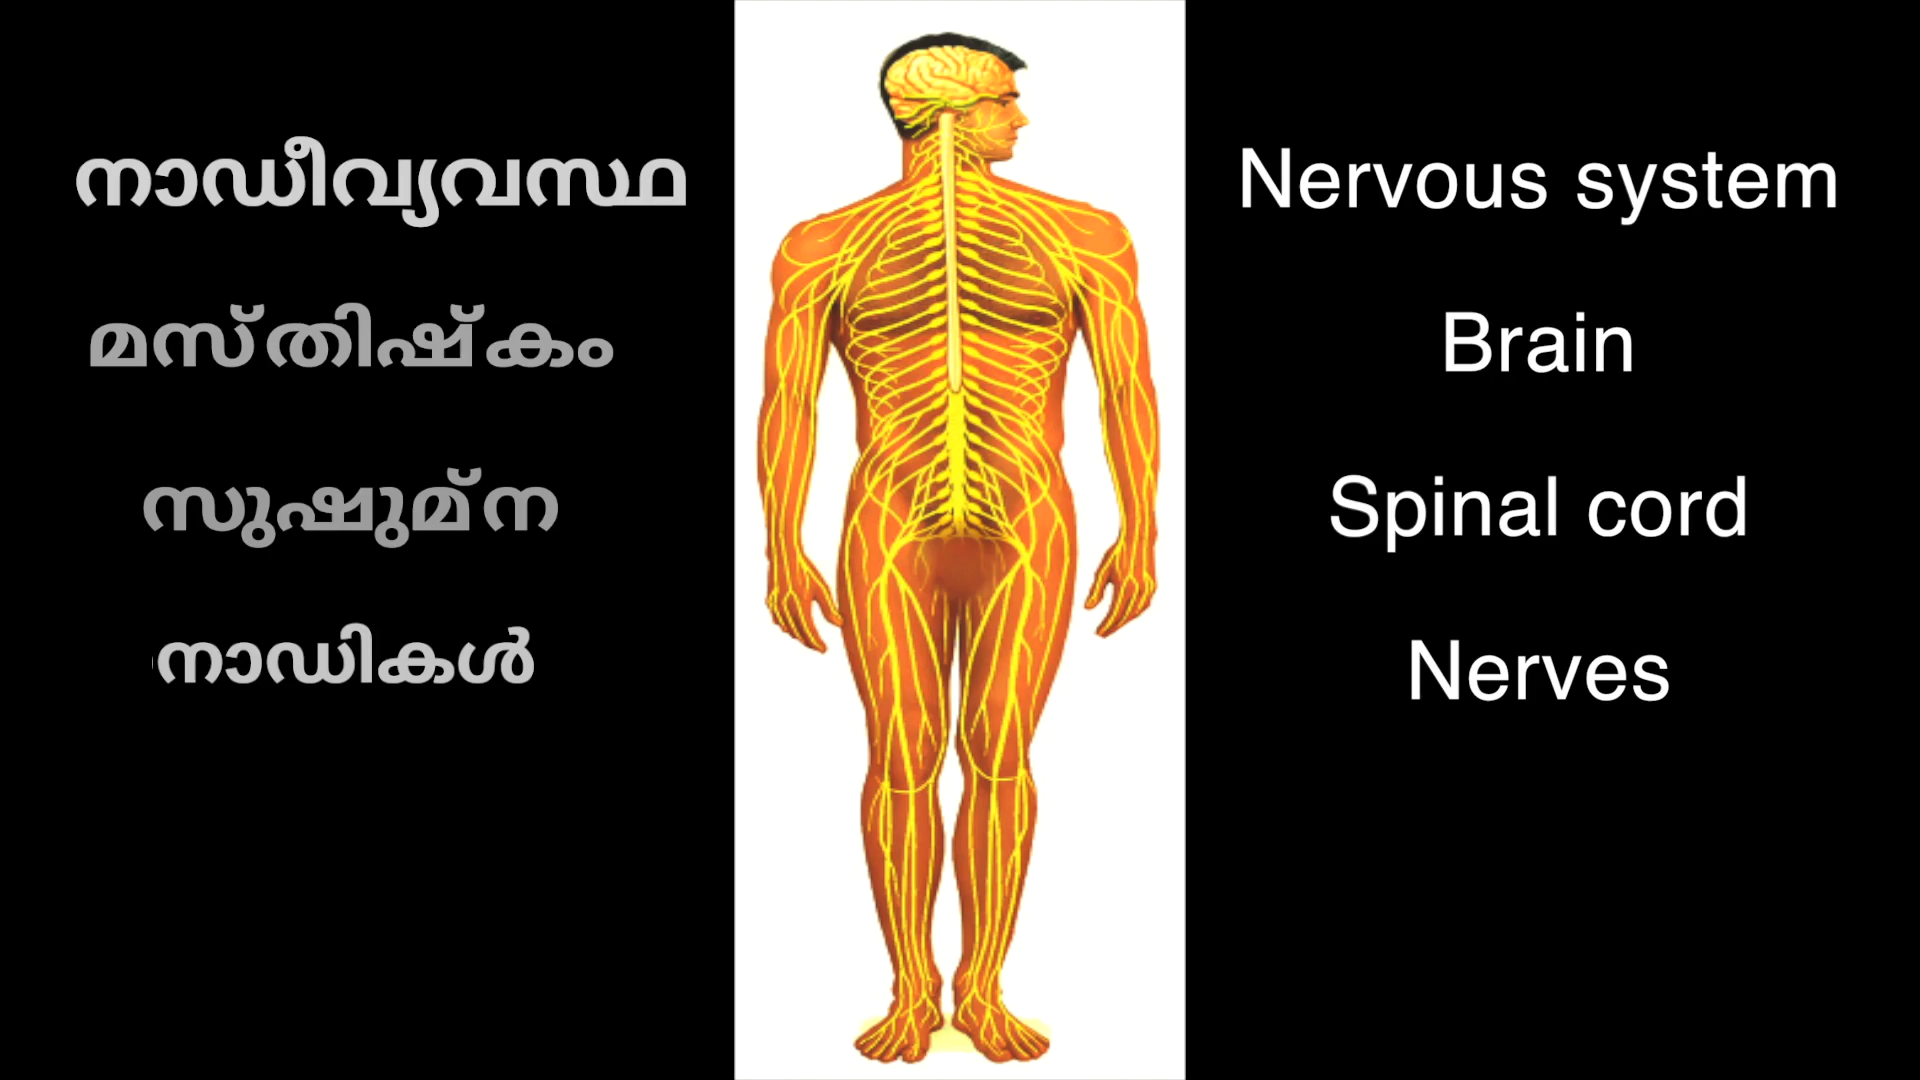 നാഡീവ്യവസ്ഥ
മസ്തിഷ്കം
സുഷുമ്ന
നാഡികൾ
Nervous system
Brain
Spinal cord
Nerves